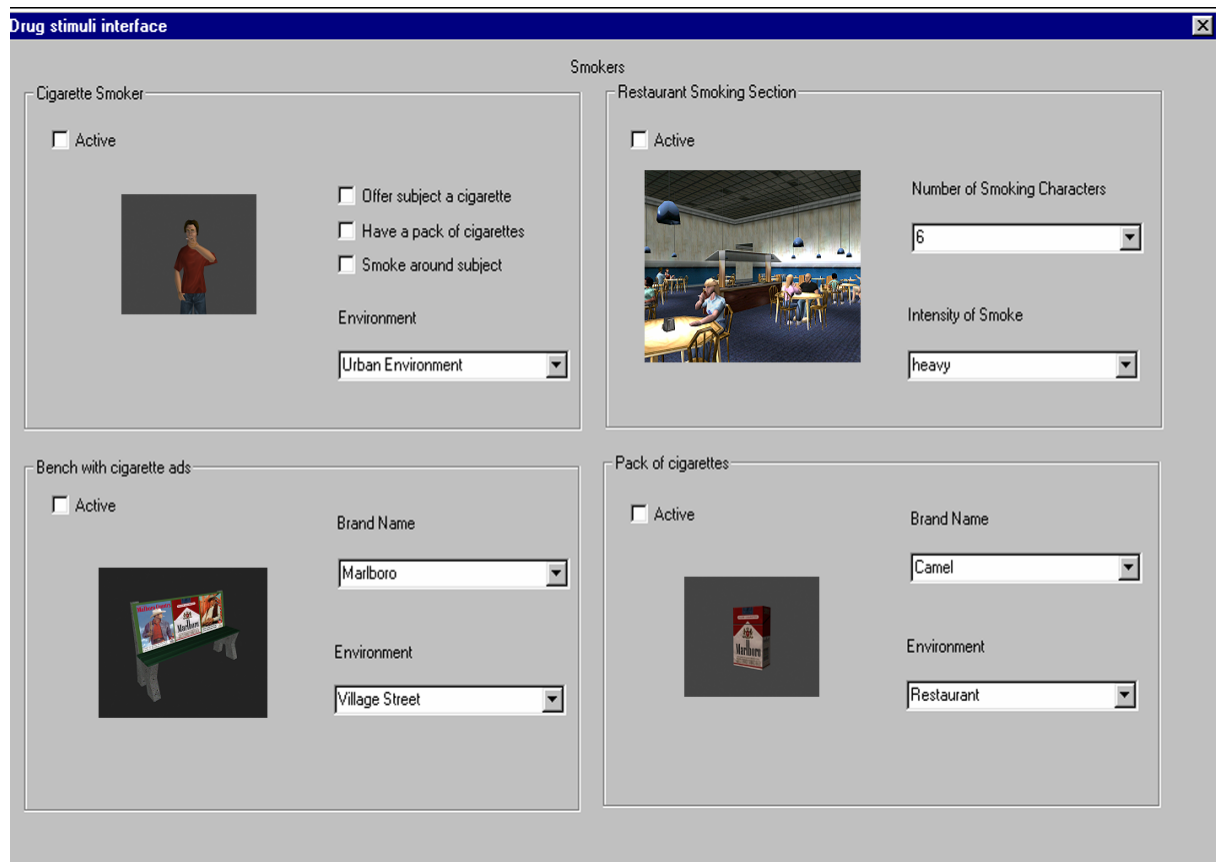 Drug stimuli interface
Smokers
Cigarette Smoker
Active
Offer subject a cigarette
Have a pack of cigarettes
Smoke around subject
Environment
Urban Environment
Restaurant Smoking Section
Active
Number of Smoking Characters
6
Intensity of Smoke
heavy
Bench with cigarette ads
Active
Brand Name
Marlboro
Environment
Village Street
Marlboro
Pack of cigarettes
Active
Brand Name
Camel
Environment
Restaurant
Marlboro